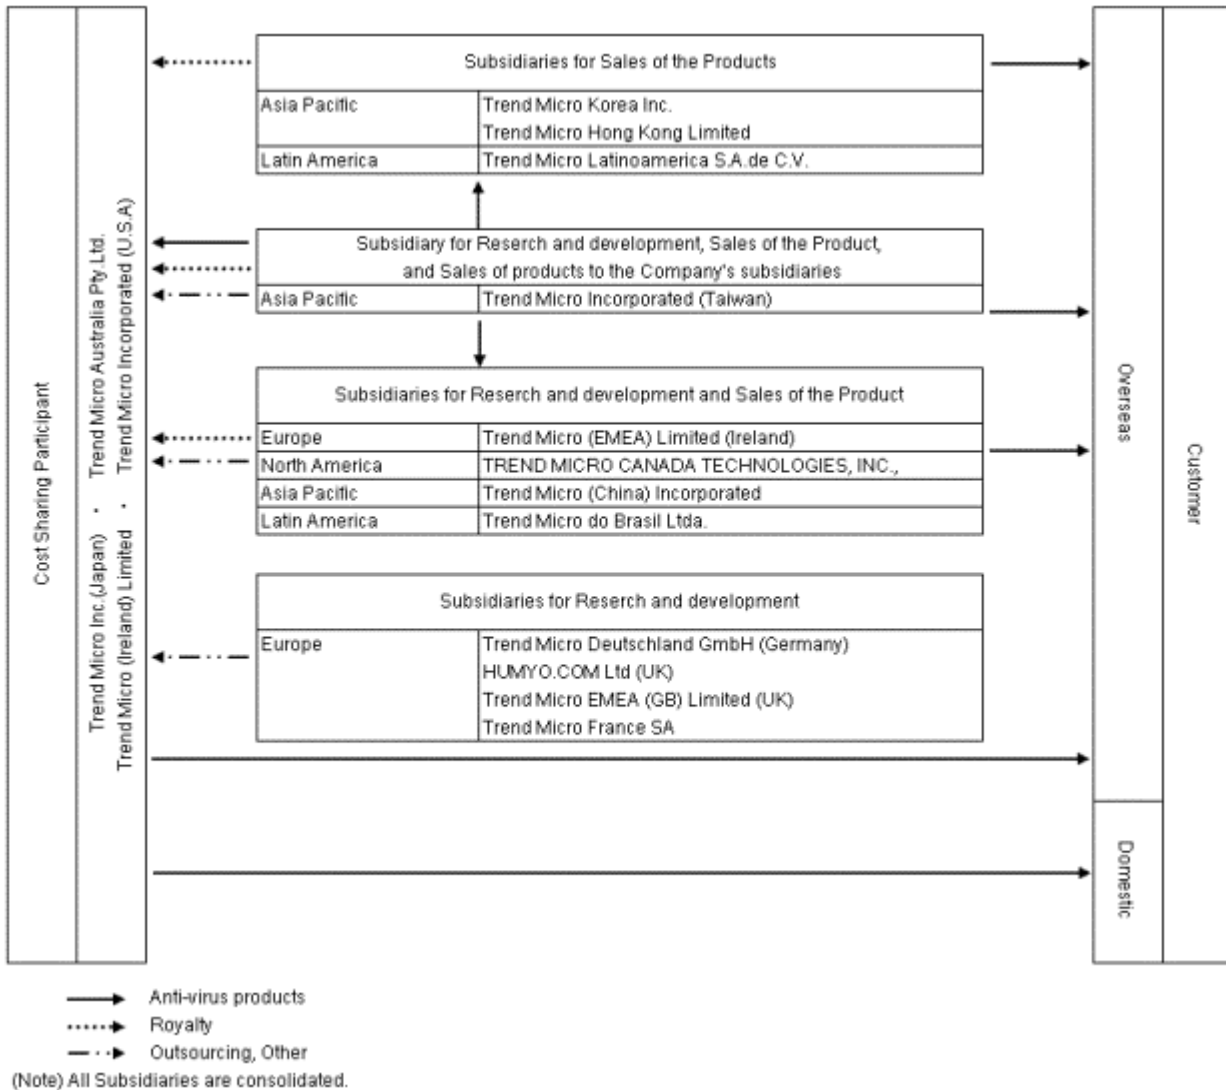 Cost Sharing Participant
Trend Micro Inc.(Japan) ・ Trend Micro Australia Pty.Ltd.
Trend Micro (Ireland) Limited ・ Trend Micro Incorporated (U.S.A)
Subsidiaries for Sales of the Products
Asia Pacific Trend Micro Korea Inc.
Trend Micro Hong Kong Limited
Latin America Trend Micro Latinoamerica S.A.de C.V.
Subsidiary for Reserch and development, Sales of the Product,
and Sales of products to the Company's subsidiaries
Asia Pacific Trend Micro Incorporated (Taiwan)
Subsidiaries for Reserch and development and Sales of the Product
Europe Trend Micro (EMEA) Limited (Ireland)
North America TREND MICRO CANADA TECHNOLOGIES, INC.,
Asia Pacific Trend Micro (China) Incorporated
Latin America Trend Micro do Brasil Ltda.
Subsidiaries for Reserch and development
Europe Trend Micro Deutschland GmbH (Germany)
HUMYO.COM Ltd (UK)
Trend Micro EMEA (GB) Limited (UK)
Trend Micro France SA
Overseas
Domestic
Customer
Anti-virus products
Royalty
Outsourcing, Other
(Note) All Subsidiaries are consolidated.